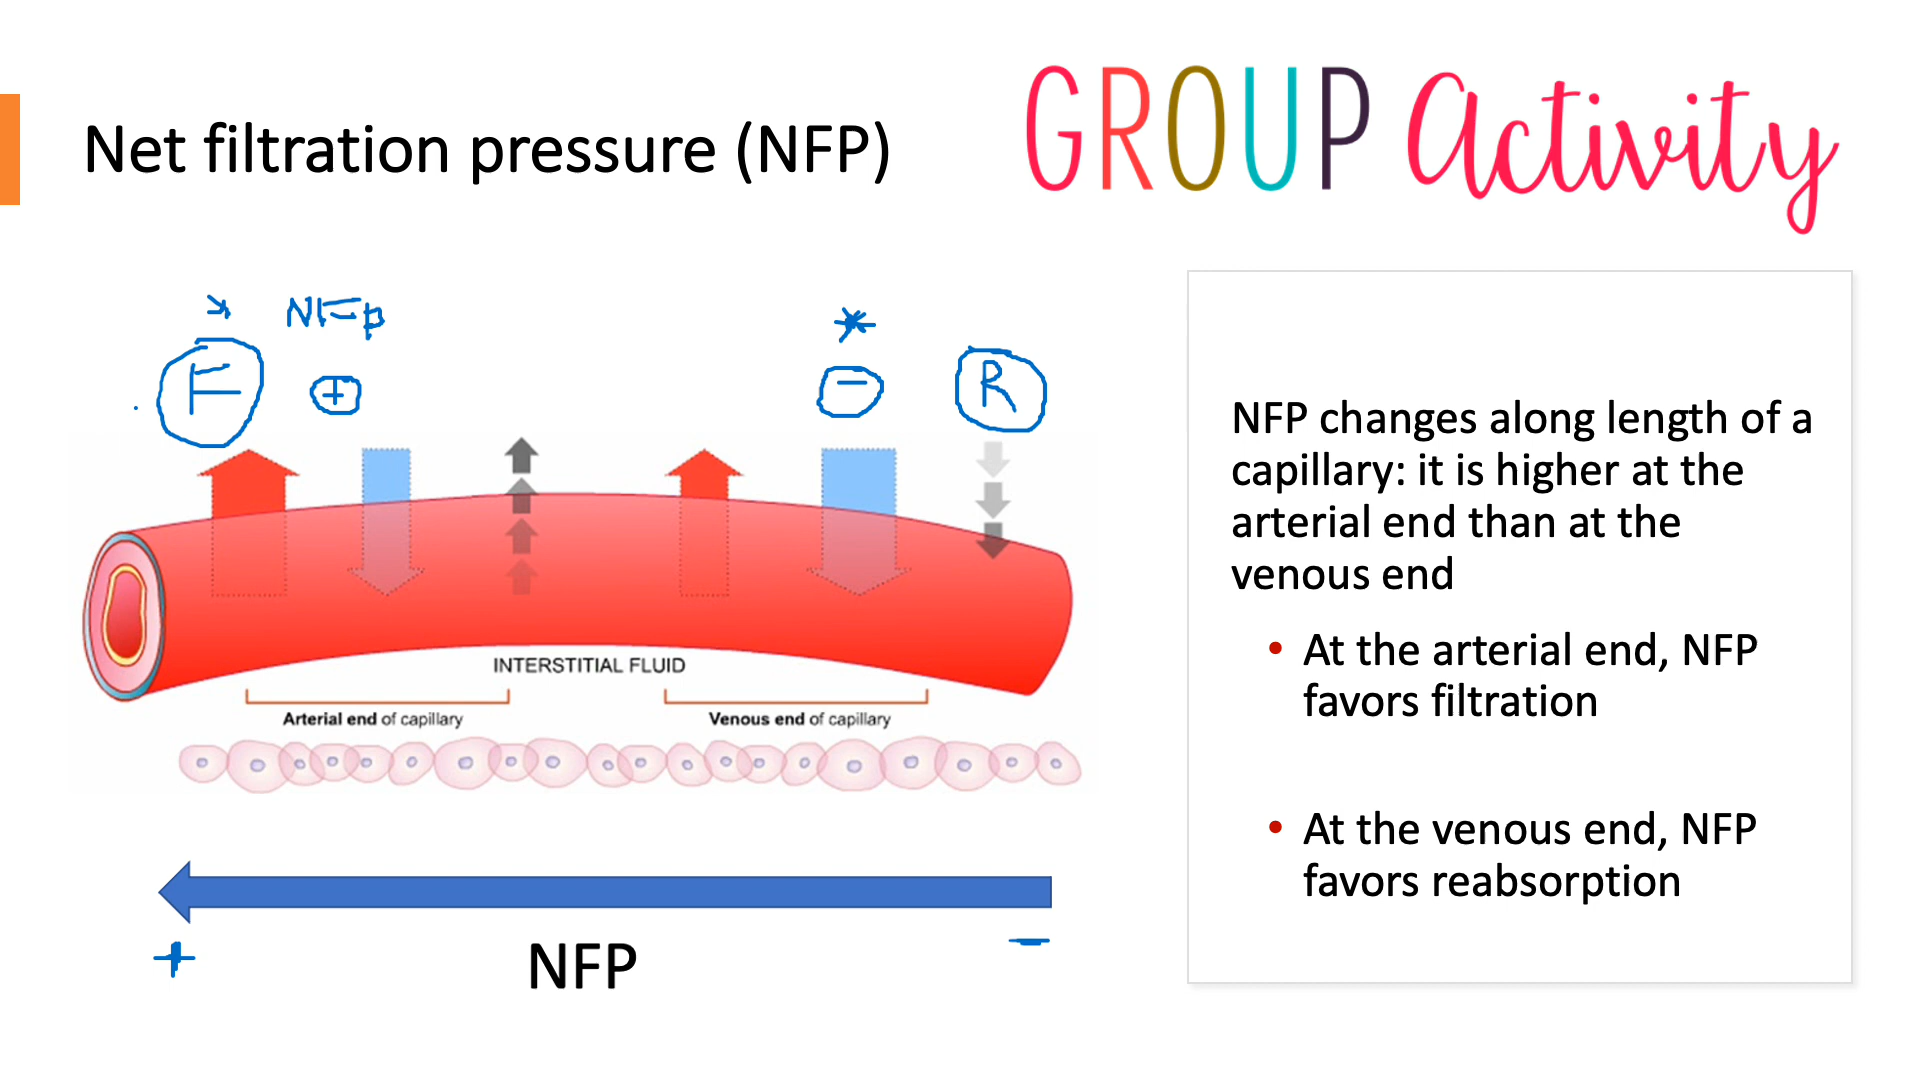 Net filtration pressure (NFP)
GROUP Activity
NFP
F
+
-
R
INTERSTITIAL FLUID
Arterial end of capillary
Venous end of capillary
+
-
NFP
NFP changes along length of a
capillary: it is higher at the
arterial end than at the
venous end
• At the arterial end, NFP
favors filtration
• At the venous end, NFP
favors reabsorption